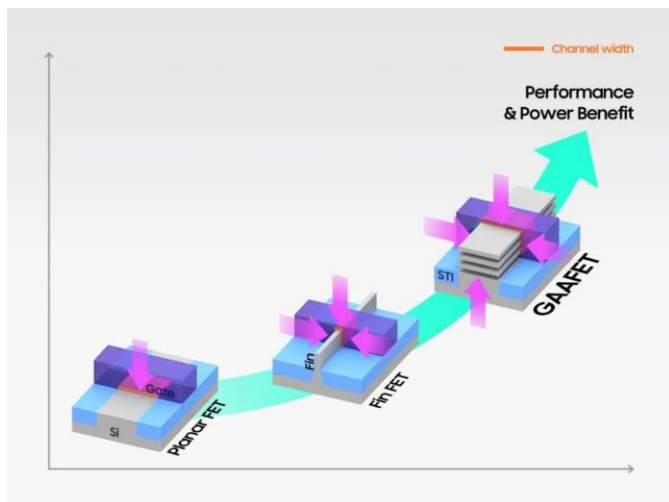 Channel width
Performance
& Power Benefit
STI
GAAFET
Fin
Fin FET
Gate
Si
Planar FET